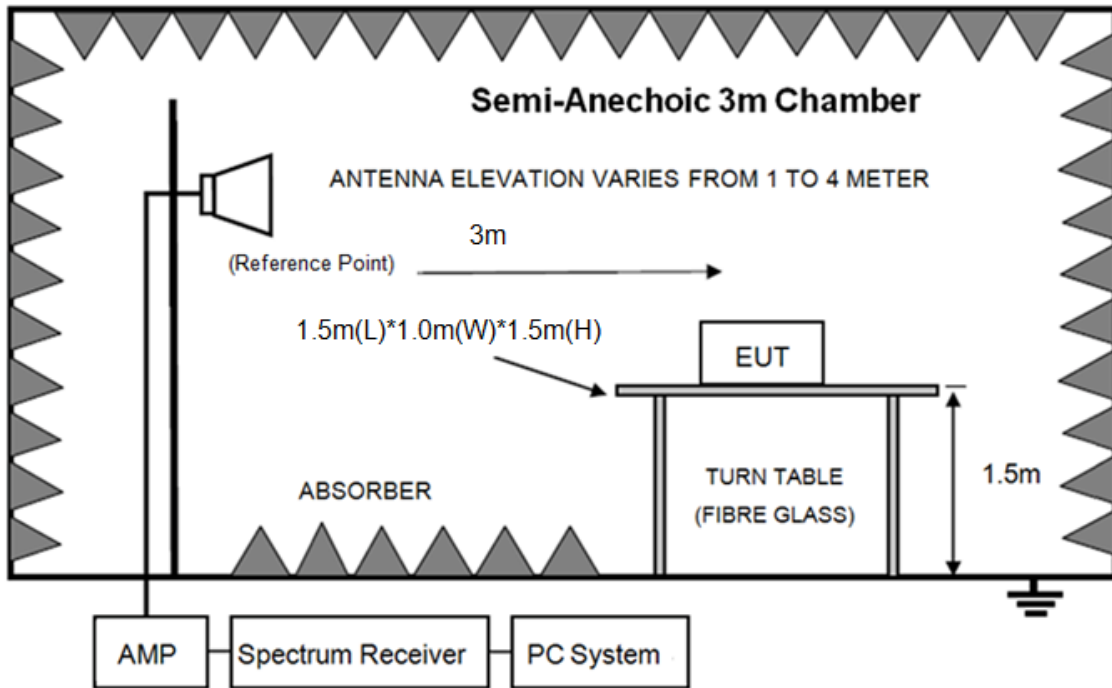 Semi-Anechoic 3m Chamber
ANTENNA ELEVATION VARIES FROM 1 TO 4 METER
3m
(Reference Point)
1.5m(L)*1.0m(W)*1.5m(H)
EUT
ABSORBER
TURN TABLE
(FIBRE GLASS)
1.5m
AMP
Spectrum Receiver
PC System